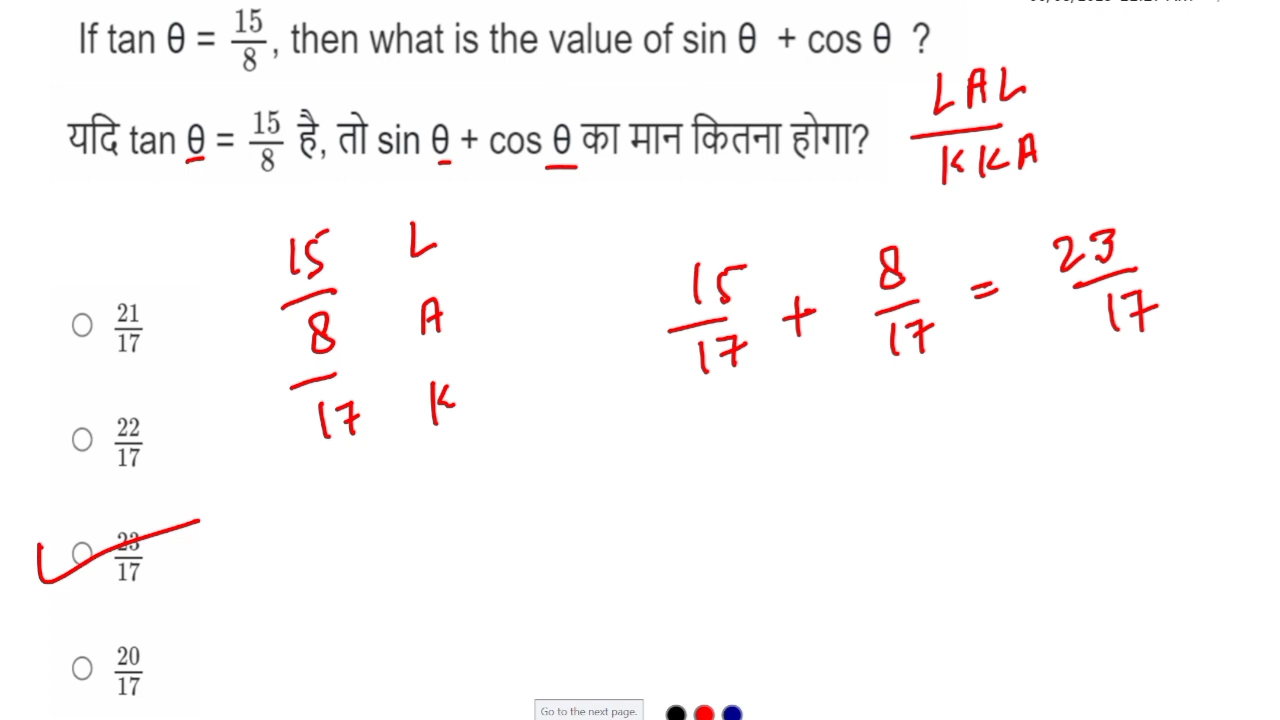 If tan θ = 15/8, then what is the value of sin θ + cos θ ?
LAL
KKA
यदि tan θ = 15/8 है, तो sin θ + cos θ का मान कितना होगा?
15 L
8 A
17 K
15/17 + 8/17 = 23/17
21/17
22/17
23/17
20/17
Go to the next page.